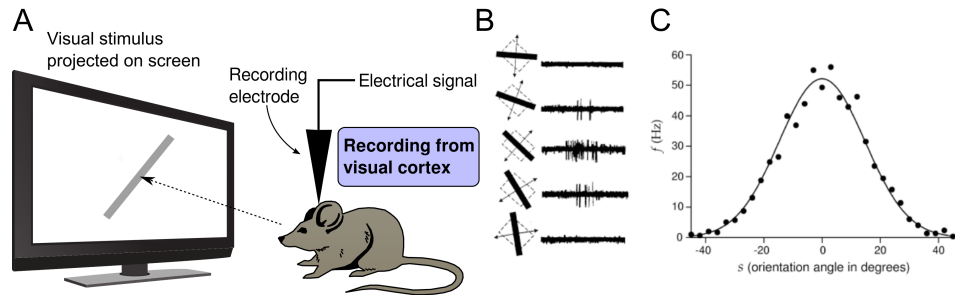 A
Visual stimulus
projected on screen
Recording
electrode
Electrical signal
Recording from
visual cortex
B
C
60
50
40
30
20
10
0
f (Hz)
-40
-20
0
20
40
s (orientation angle in degrees)